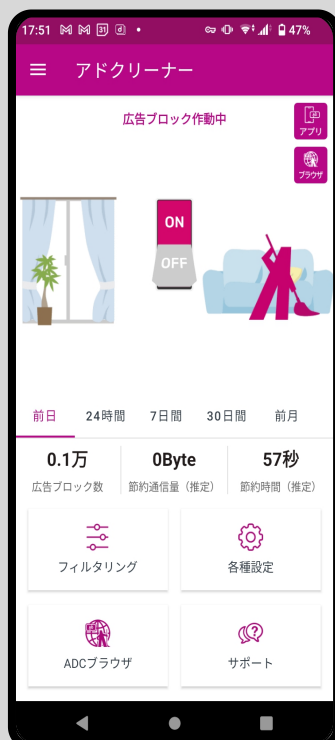 17:51 31 d 47%
アドクリーナー
広告ブロック作動中
アプリ
ブラウザ
ON
OFF
前日 24時間 7日間 30日間 前月
0.1万 0Byte 57秒
広告ブロック数 節約通信量（推定） 節約時間（推定）
フィルタリング 各種設定
ADCブラウザ サポート